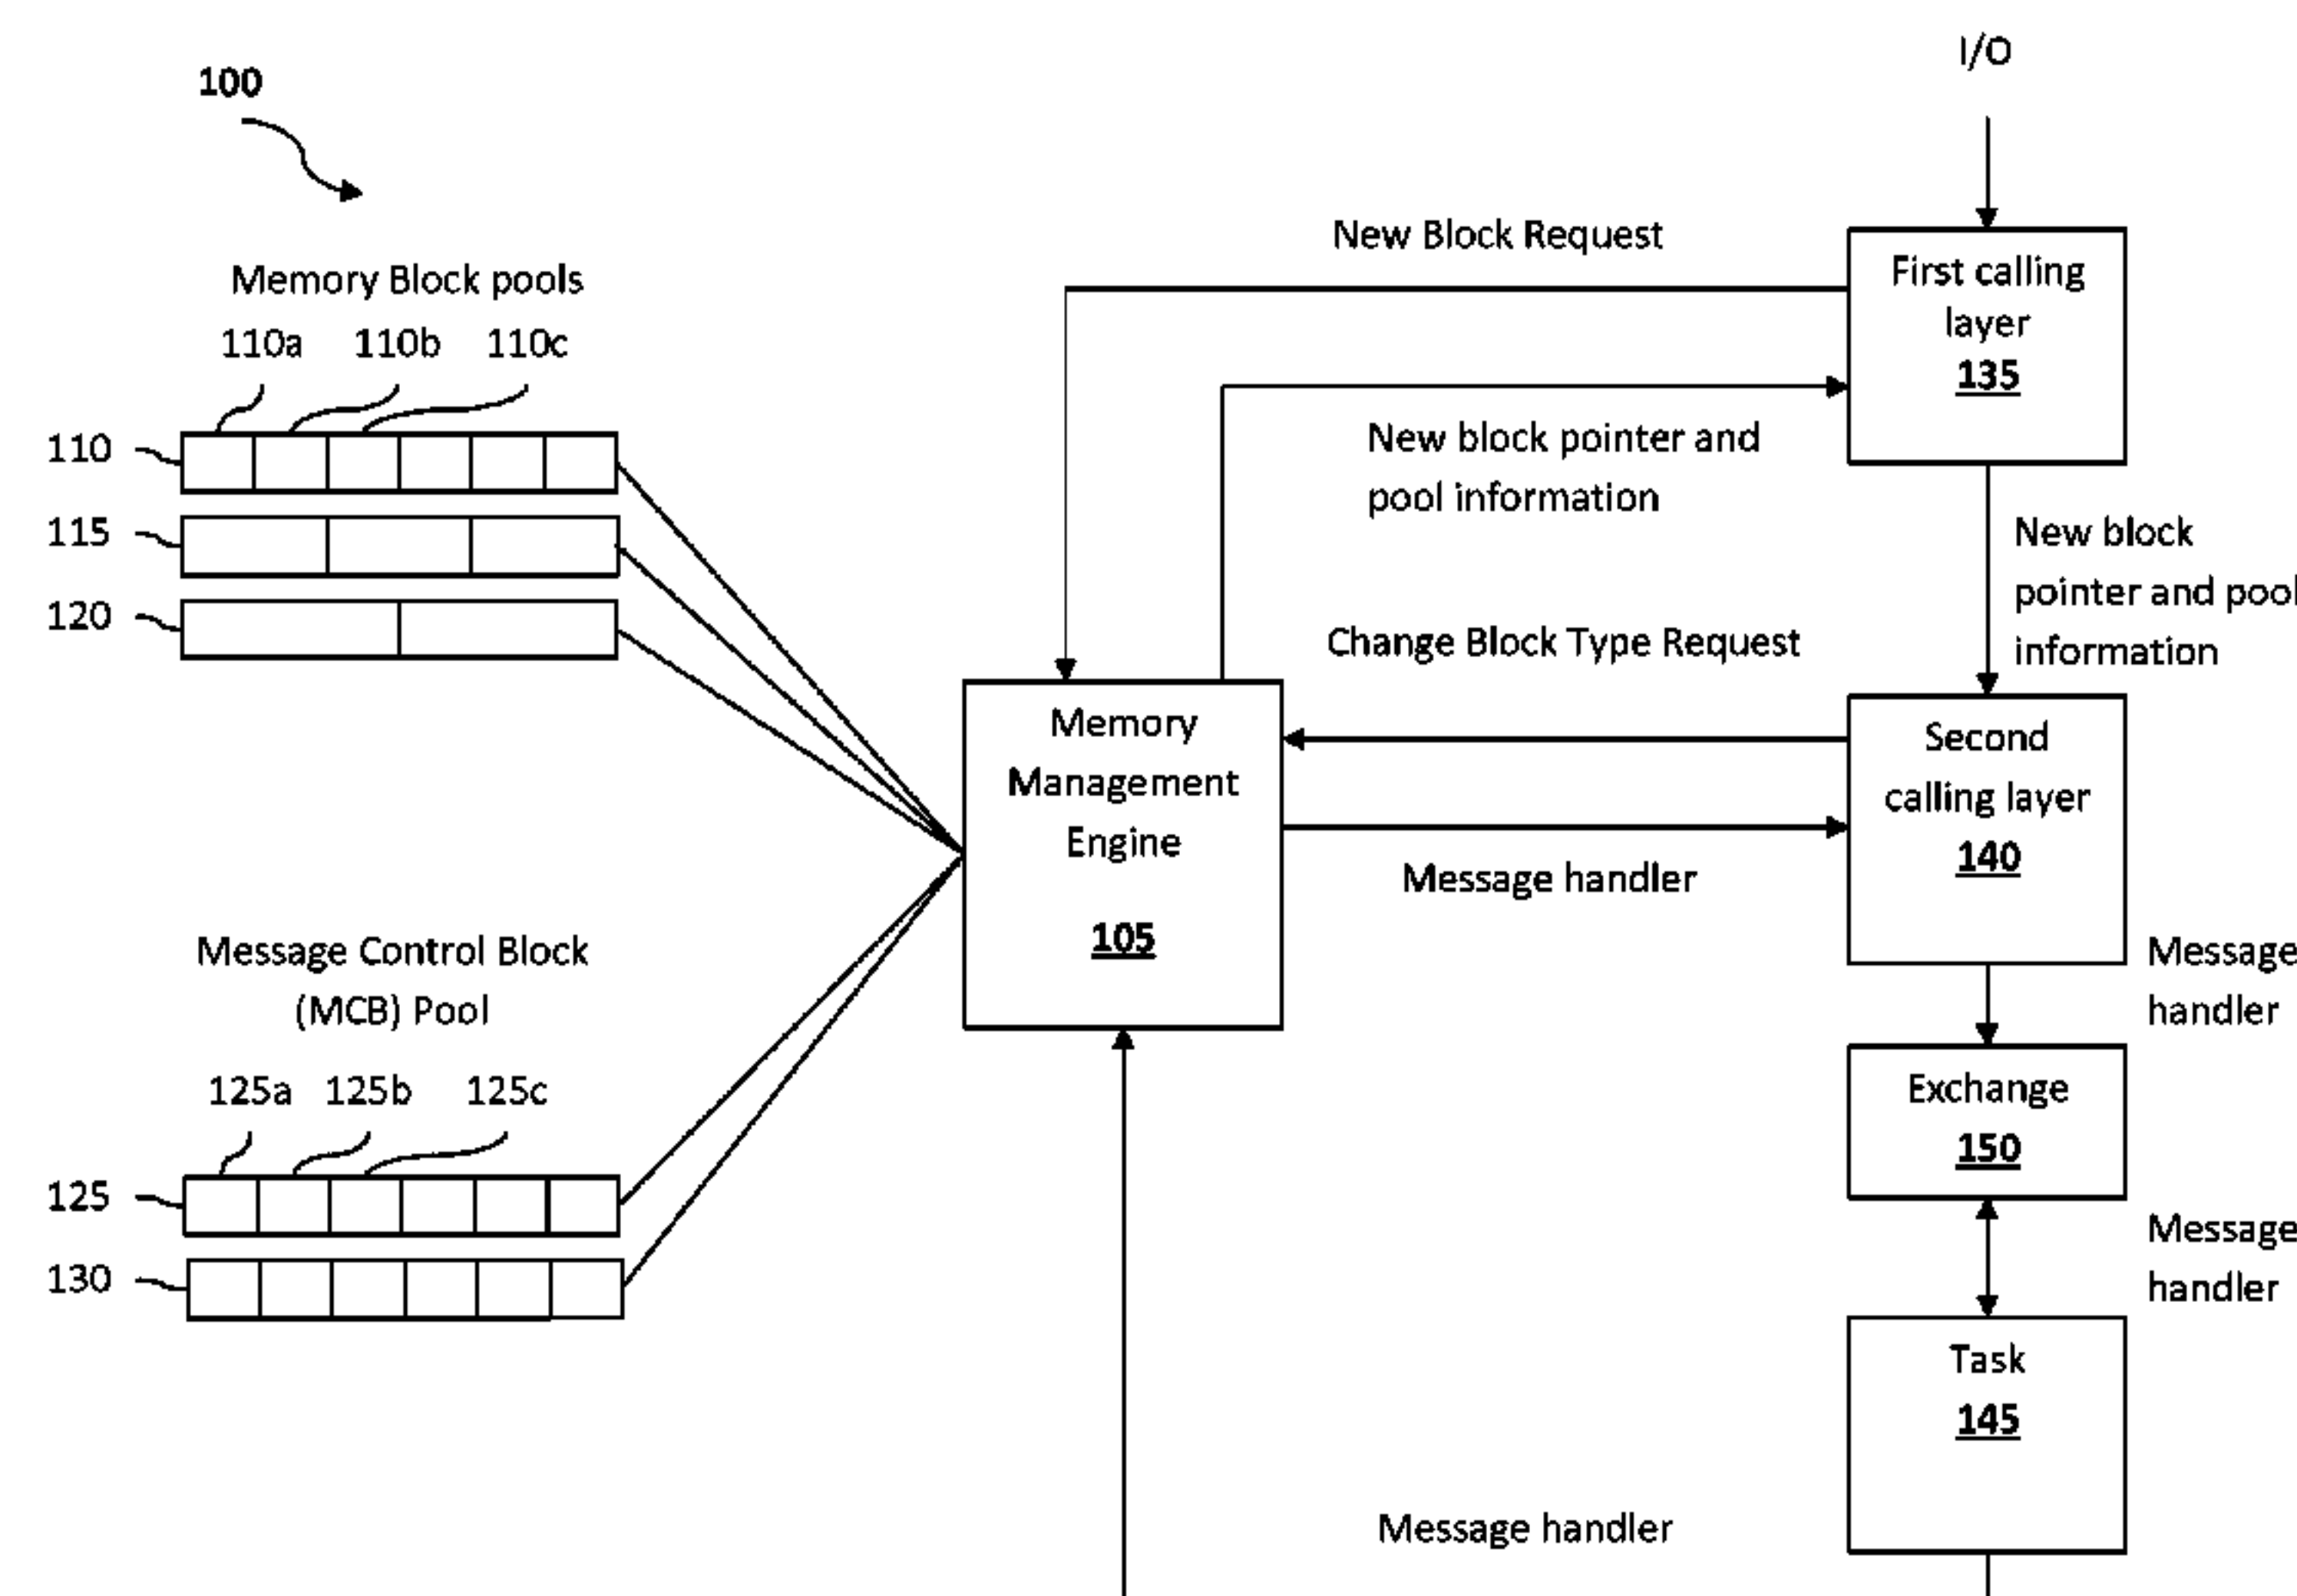 100
I/O
New Block Request
First calling
layer
135
Memory Block pools
110a 110b 110c
110
115
120
New block pointer and
pool information
New block
pointer and pool
information
Change Block Type Request
Memory
Management
Engine
105
Second
calling layer
140
Message handler
Message
handler
Message Control Block
(MCB) Pool
125a 125b 125c
125
130
Exchange
150
Message
handler
Task
145
Message handler